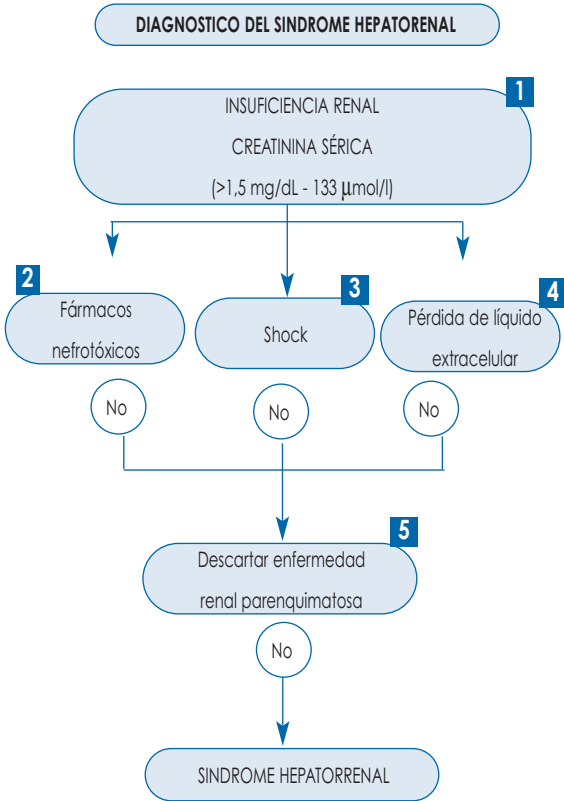 DIAGNOSTICO DEL SINDROME HEPATORENAL
1
INSUFICIENCIA RENAL
CREATININA SÉRICA
(>1,5 mg/dL - 133 μmol/l)
2
Fármacos
nefrotóxicos
3
Shock
4
Pérdida de líquido
extracelular
No
No
No
5
Descartar enfermedad
renal parenquimatosa
No
SINDROME HEPATORRENAL